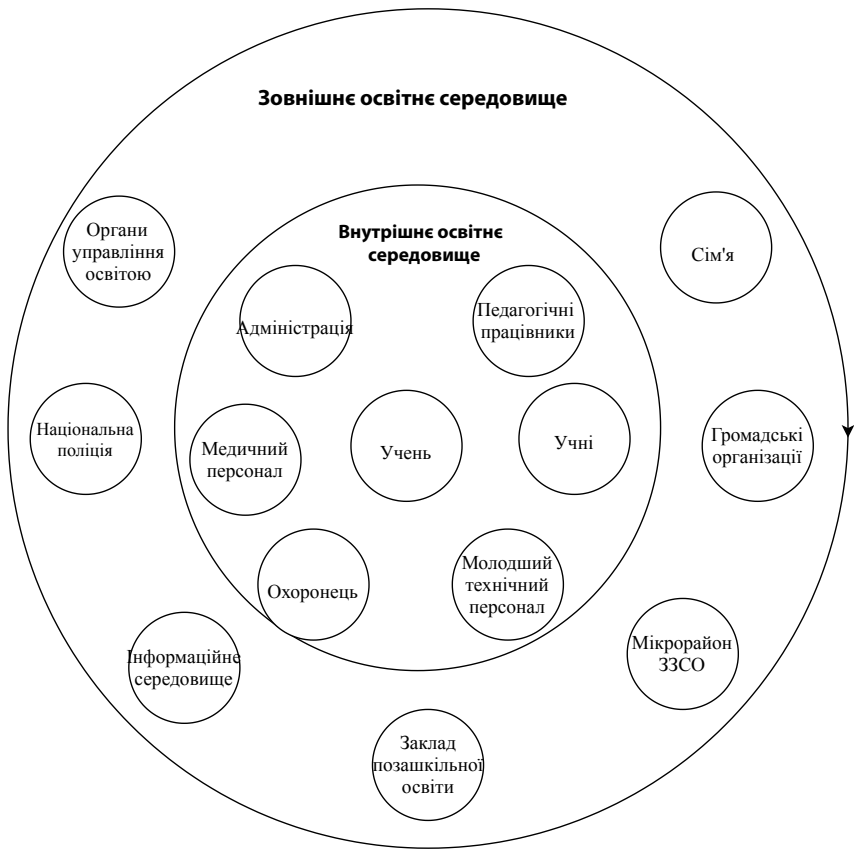 Зовнішнє освітнє середовище
Органи
управління
освітою
Сім'я
Внутрішнє освітнє
середовище
Адміністрація
Педагогічні
працівники
Національна
поліція
Медичний
персонал
Учень
Учні
Громадські
організації
Охоронець
Молодший
технічний
персонал
Інформаційне
середовище
Мікрорайон
ЗЗСО
Заклад
позашкільної
освіти